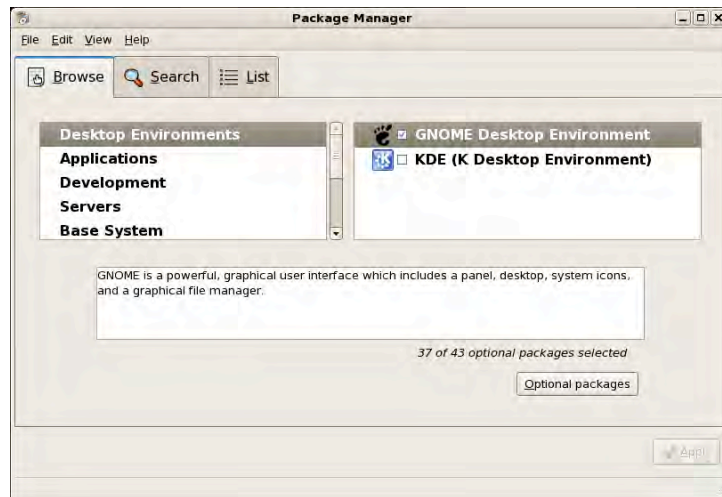 Package Manager
File Edit View Help
Browse Search List
Desktop Environments
Applications
Development
Servers
Base System
GNOME Desktop Environment
KDE (K Desktop Environment)
GNOME is a powerful, graphical user interface which includes a panel, desktop, system icons,
and a graphical file manager.
37 of 43 optional packages selected
Optional packages